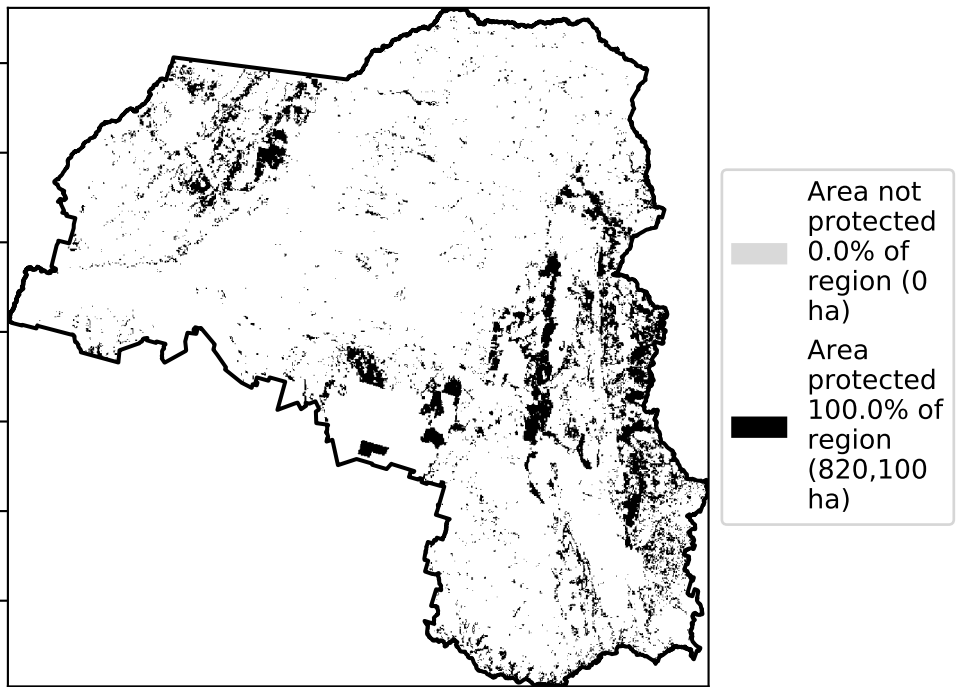 Area not
protected
0.0% of
region (0
ha)
Area
protected
100.0% of
region
(820,100
ha)